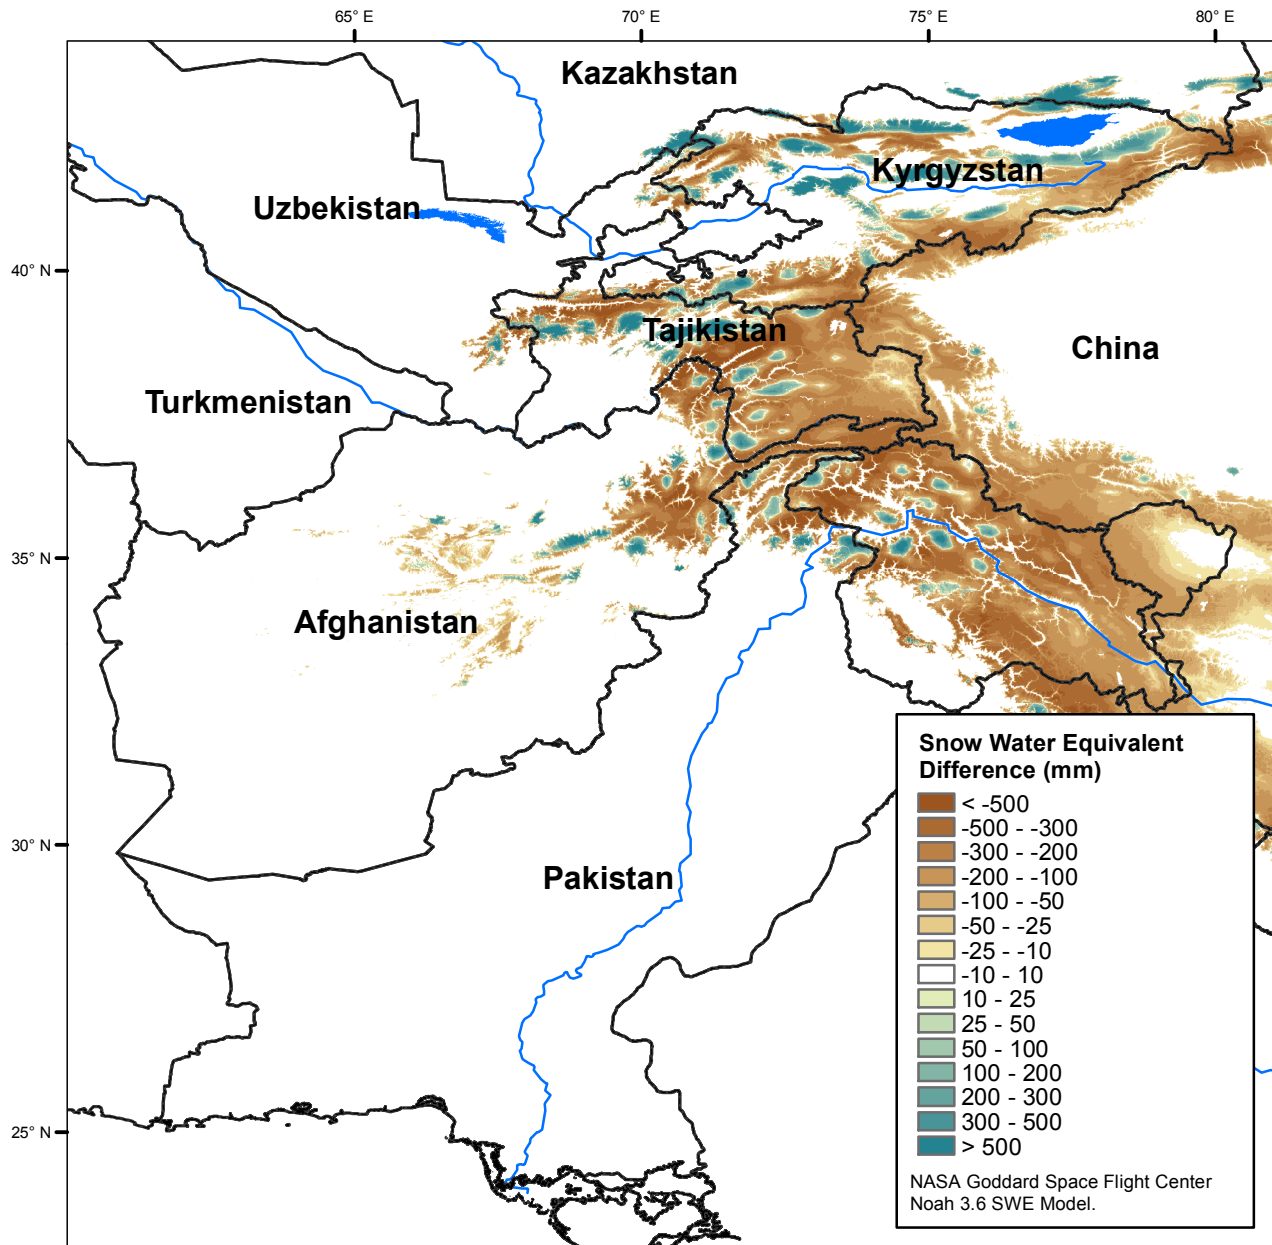 65° E
70° E
75° E
80° E
Kazakhstan
Kyrgyzstan
Uzbekistan
40° N
Tajikistan
China
Turkmenistan
35° N
Afghanistan
Snow Water Equivalent
Difference (mm)
< -500
-500 - -300
-300 - -200
-200 - -100
-100 - -50
-50 - -25
-25 - -10
-10 - 10
10 - 25
25 - 50
50 - 100
100 - 200
200 - 300
300 - 500
> 500
NASA Goddard Space Flight Center
Noah 3.6 SWE Model.
30° N
Pakistan
25° N